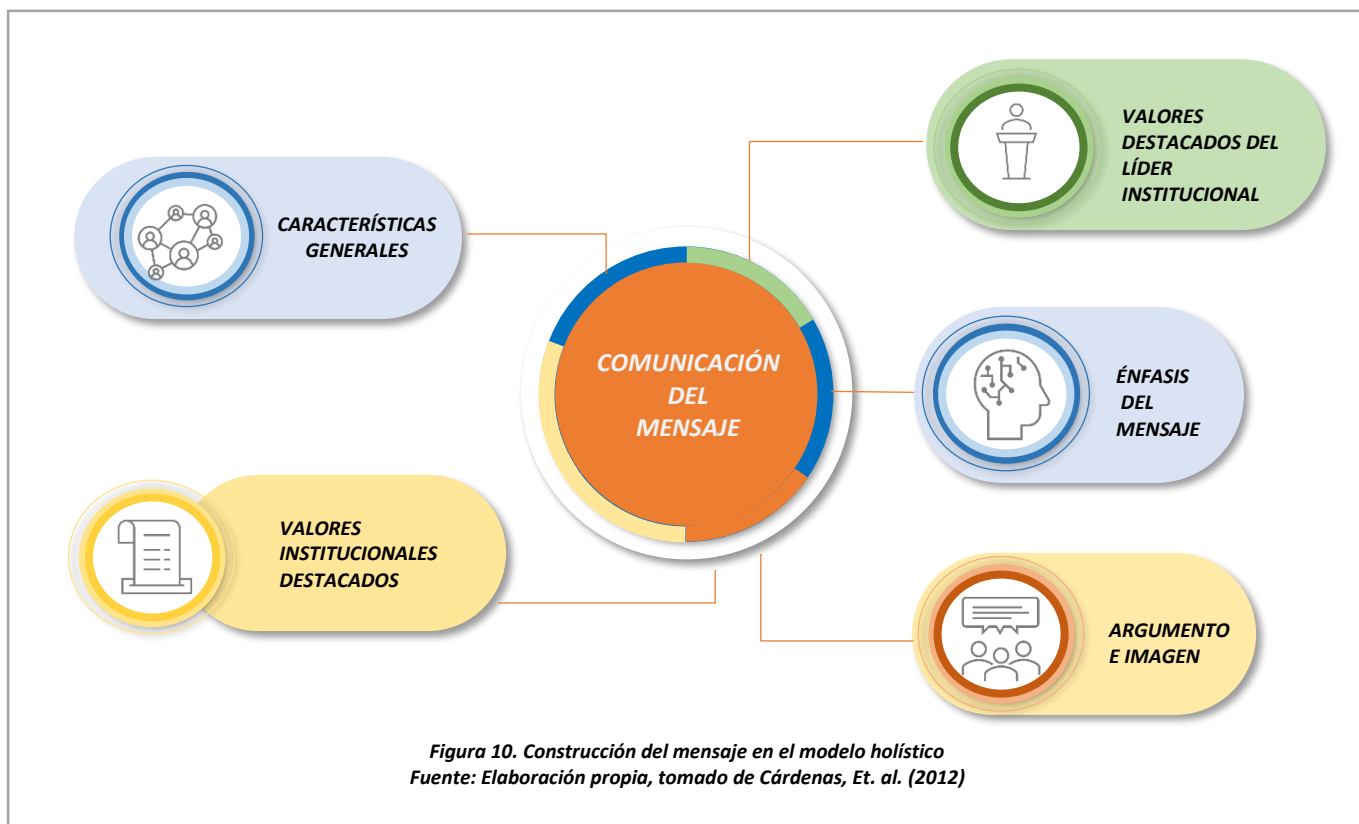 CARACTERÍSTICAS
GENERALES
VALORES
DESTACADOS DEL
LÍDER
INSTITUCIONAL
COMUNICACIÓN
DEL
MENSAJE
ÉNFASIS
DEL
MENSAJE
VALORES
INSTITUCIONALES
DESTACADOS
ARGUMENTO
E IMAGEN
Figura 10. Construcción del mensaje en el modelo holístico
Fuente: Elaboración propia, tomado de Cárdenas, Et. al. (2012)